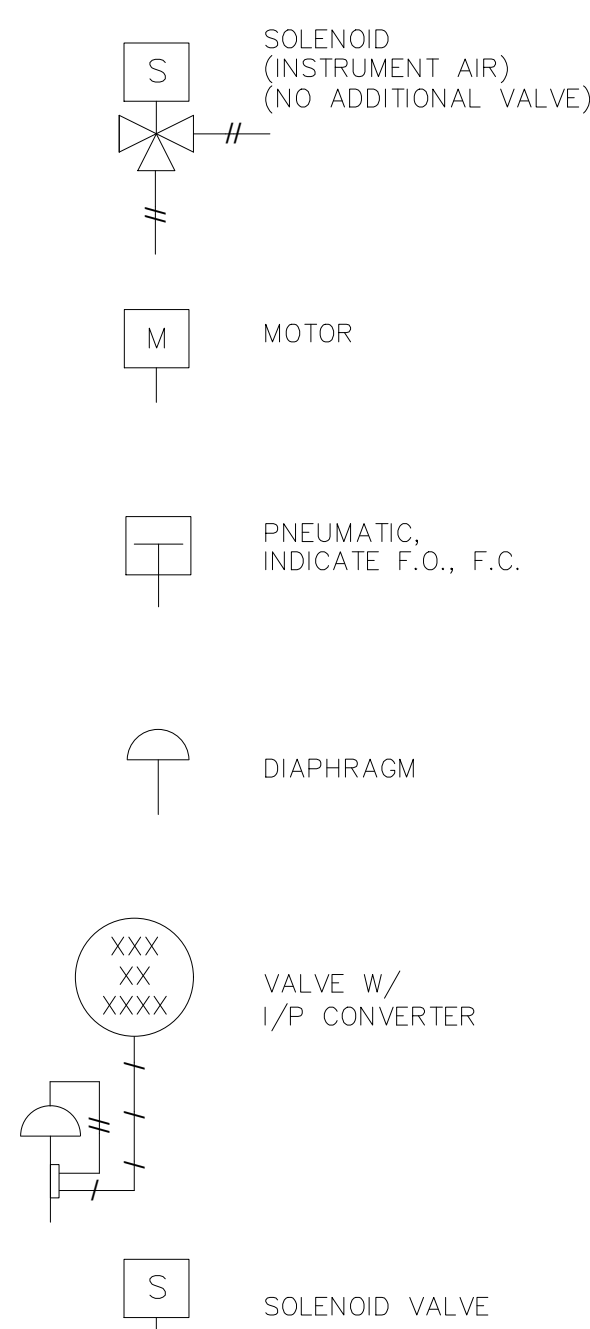 S
SOLENOID
(INSTRUMENT AIR)
(NO ADDITIONAL VALVE)
M
MOTOR
PNEUMATIC,
INDICATE F.O., F.C.
DIAPHRAGM
XXX
XX
XXXX
VALVE W/
I/P CONVERTER
S
SOLENOID VALVE